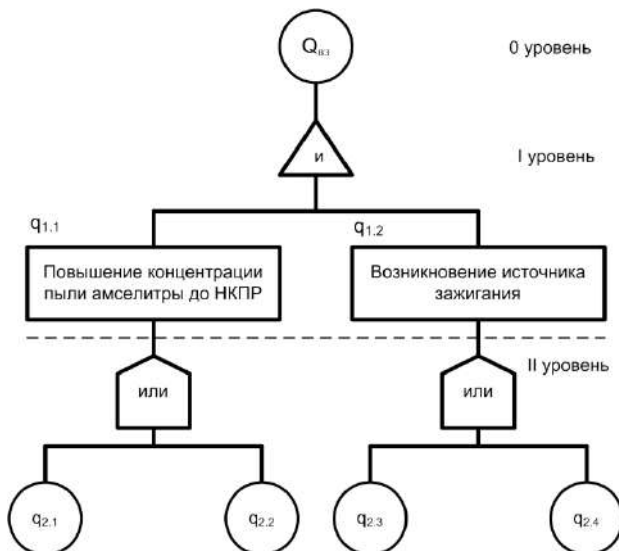 Qвз
0 уровень
и
I уровень
q1.1
q1.2
Повышение концентрации
пыли амселитры до НКПР
Возникновение источника
зажигания
II уровень
или
или
q2.1
q2.2
q2.3
q2.4